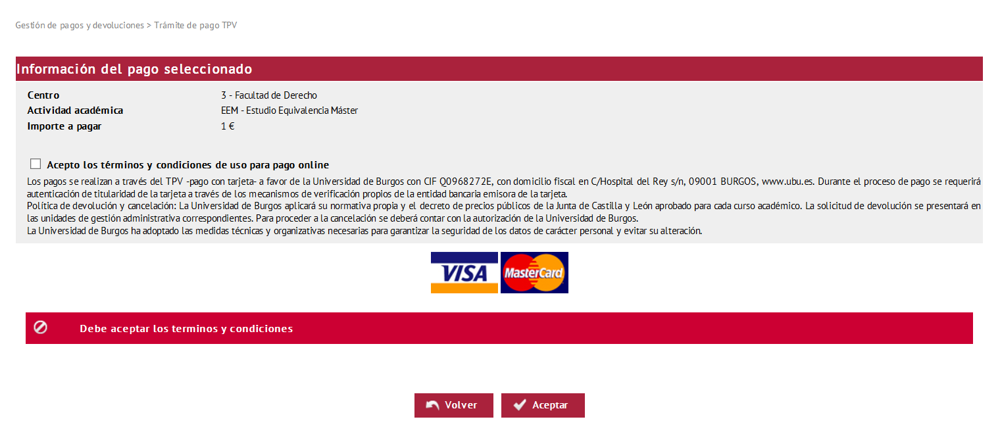 Gestión de pagos y devoluciones > Trámite de pago TPV
Información del pago seleccionado
Centro 3 - Facultad de Derecho
Actividad académica EEM - Estudio Equivalencia Máster
Importe a pagar 1 €
Acepto los términos y condiciones de uso para pago online
Los pagos se realizan a través del TPV -pago con tarjeta- a favor de la Universidad de Burgos con CIF Q0968272E, con domicilio fiscal en C/Hospital del Rey s/n, 09001 BURGOS, www.ubu.es. Durante el proceso de pago se requerirá
autenticación de titularidad de la tarjeta a través de los mecanismos de verificación propios de la entidad bancaria emisora de la tarjeta.
Política de devolución y cancelación: La Universidad de Burgos aplicará su normativa propia y el decreto de precios públicos de la Junta de Castilla y León aprobado para cada curso académico. La solicitud de devolución se presentará en
las unidades de gestión administrativa correspondientes. Para proceder a la cancelación se deberá contar con la autorización de la Universidad de Burgos.
La Universidad de Burgos ha adoptado las medidas técnicas y organizativas necesarias para garantizar la seguridad de los datos de carácter personal y evitar su alteración.
VISA MasterCard
Debe aceptar los terminos y condiciones
Volver Aceptar